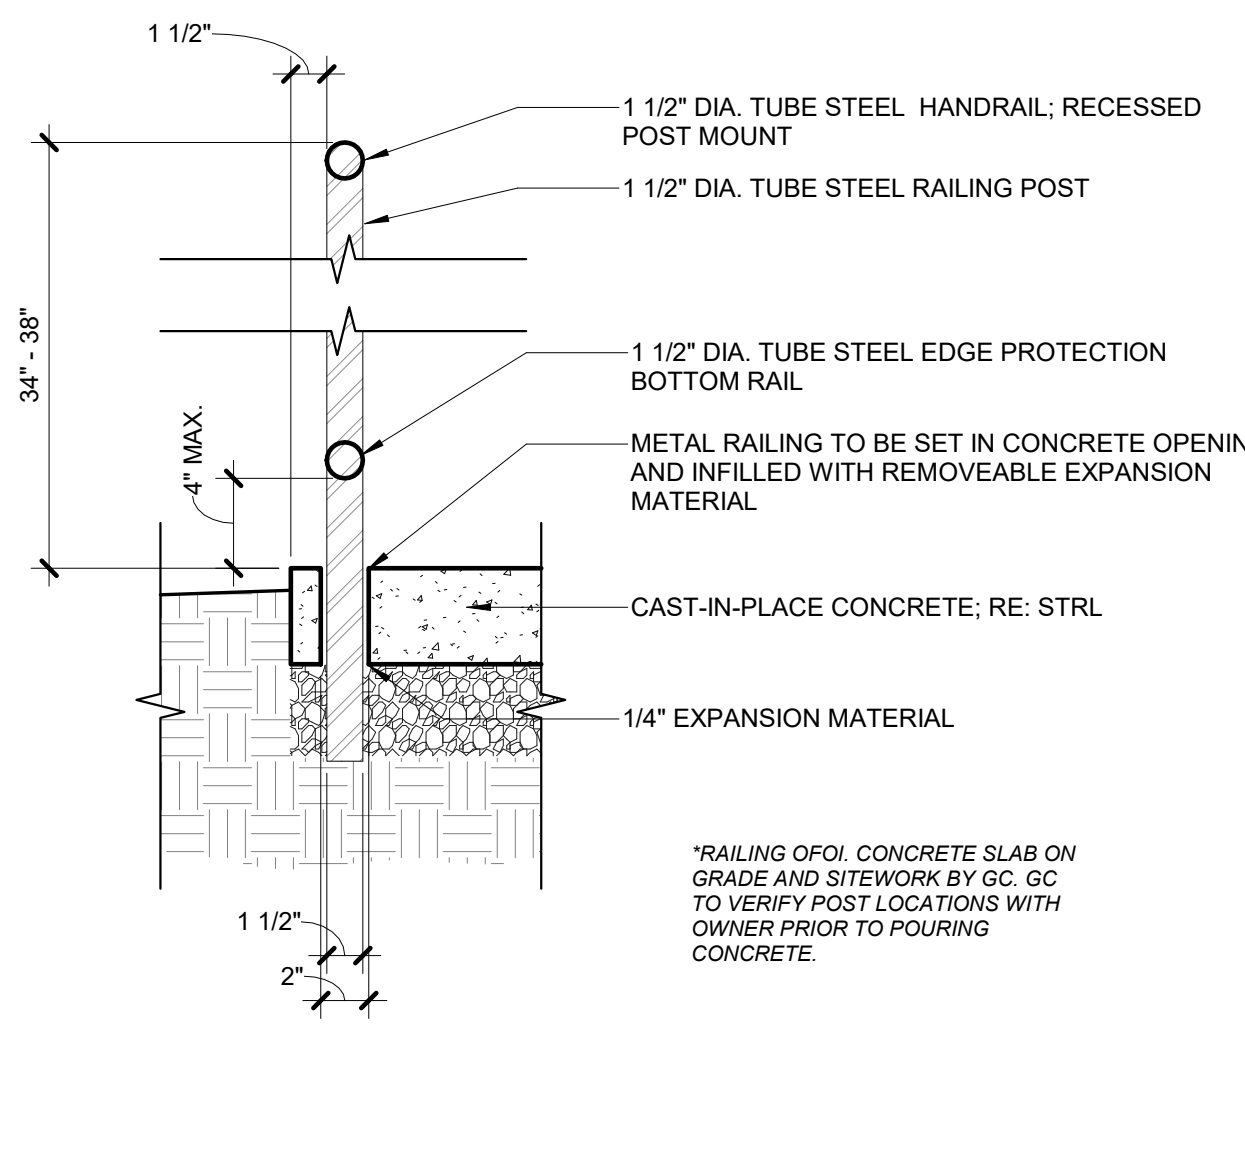 1 1/2"
1 1/2" DIA. TUBE STEEL HANDRAIL; RECESSED
POST MOUNT
1 1/2" DIA. TUBE STEEL RAILING POST
34" - 38"
1 1/2" DIA. TUBE STEEL EDGE PROTECTION
BOTTOM RAIL
4" MAX.
METAL RAILING TO BE SET IN CONCRETE
AND INFILLED WITH REMOVEABLE EXPANSION
MATERIAL
CAST-IN-PLACE CONCRETE; RE: STRL
1/4" EXPANSION MATERIAL
*RAILING OFOI. CONCRETE SLAB ON
GRADE AND SITEWORK BY GC. GC
TO VERIFY POST LOCATIONS WITH
OWNER PRIOR TO POURING
CONCRETE.
1 1/2"
2"